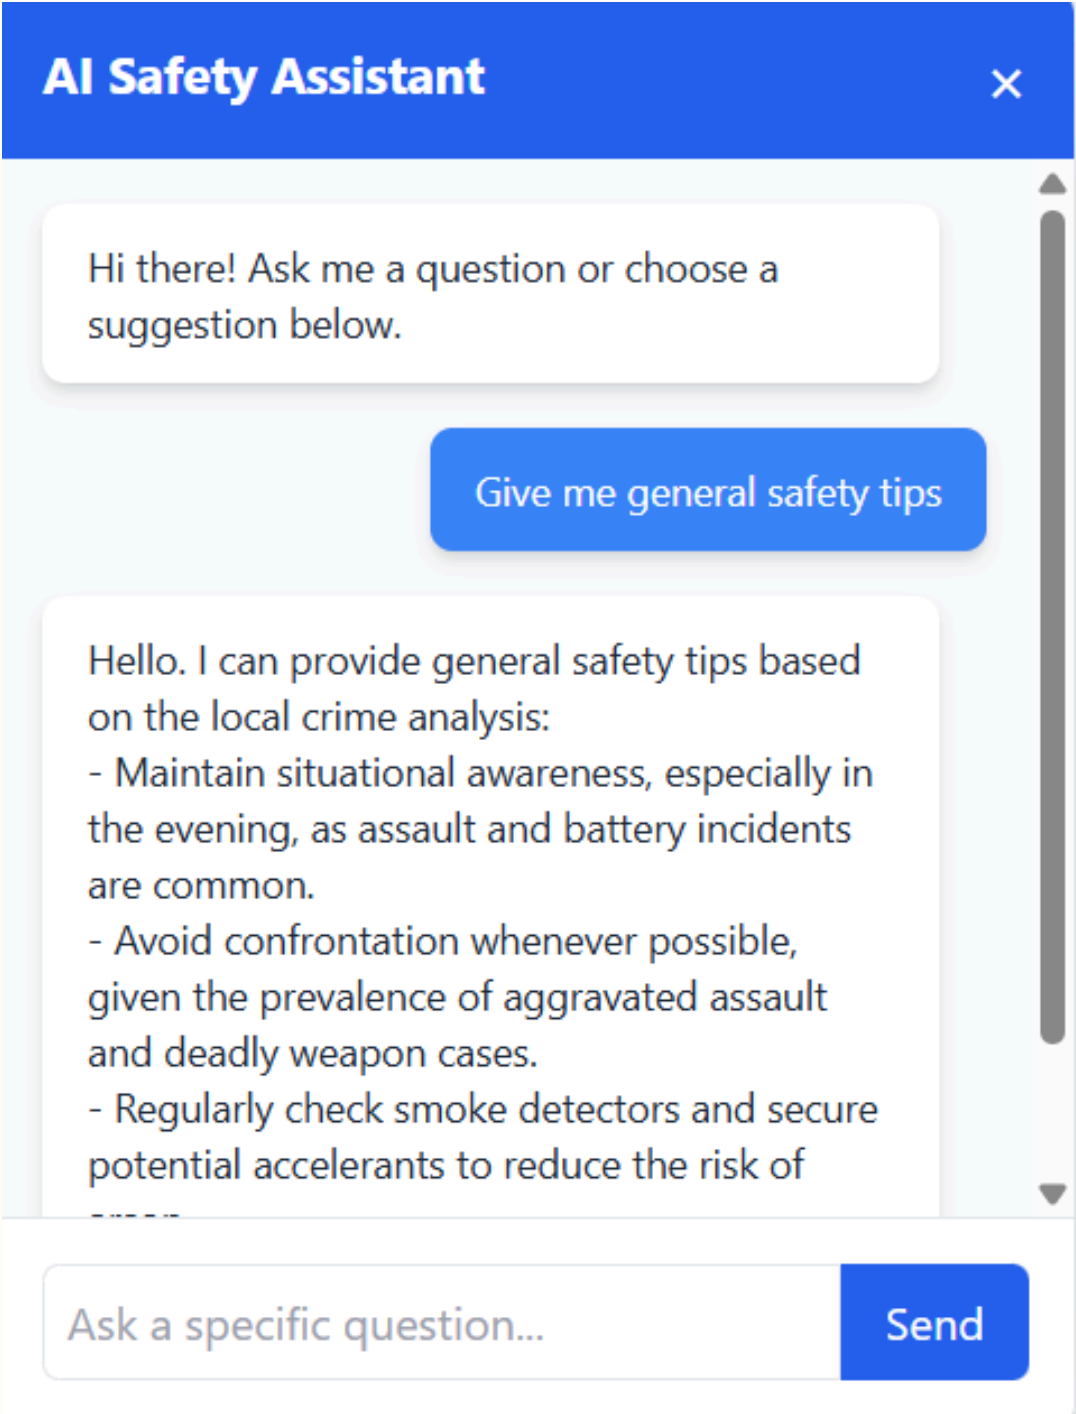 AI Safety Assistant
×
Hi there! Ask me a question or choose a
suggestion below.
Give me general safety tips
Hello. I can provide general safety tips based
on the local crime analysis:
- Maintain situational awareness, especially in
the evening, as assault and battery incidents
are common.
- Avoid confrontation whenever possible,
given the prevalence of aggravated assault
and deadly weapon cases.
- Regularly check smoke detectors and secure
potential accelerants to reduce the risk of
Ask a specific question...
Send